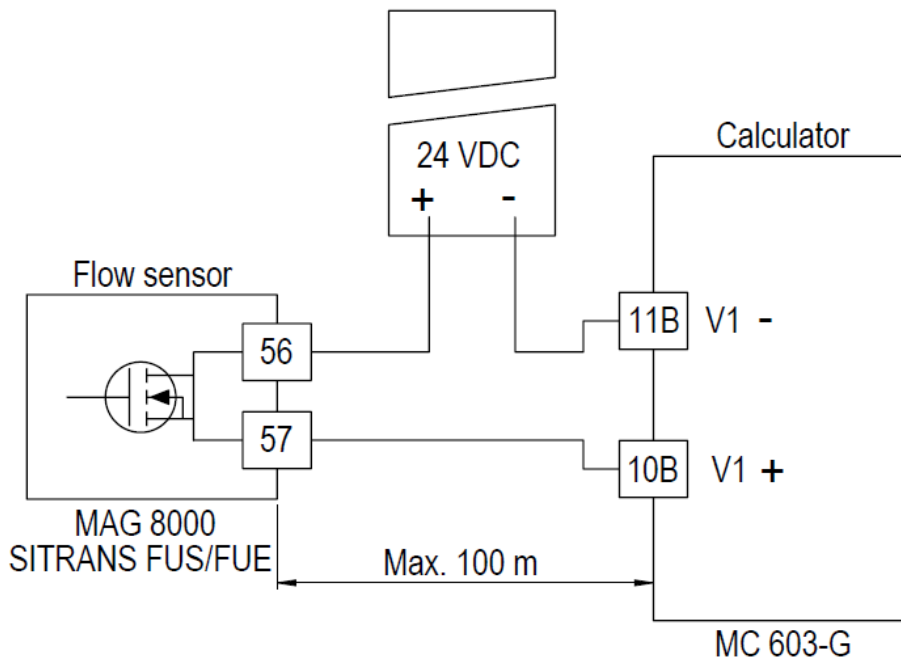 24 VDC
+ -
Calculator
Flow sensor
11B V1 -
56
57
10B V1 +
MAG 8000
SITRANS FUS/FUE
Max. 100 m
MC 603-G